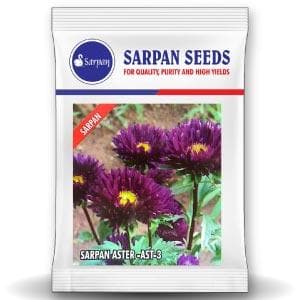 Sarpan
SARPAN SEEDS
FOR QUALITY, PURITY AND HIGH YIELDS
SARPAN
SARPAN ASTER -AST-3